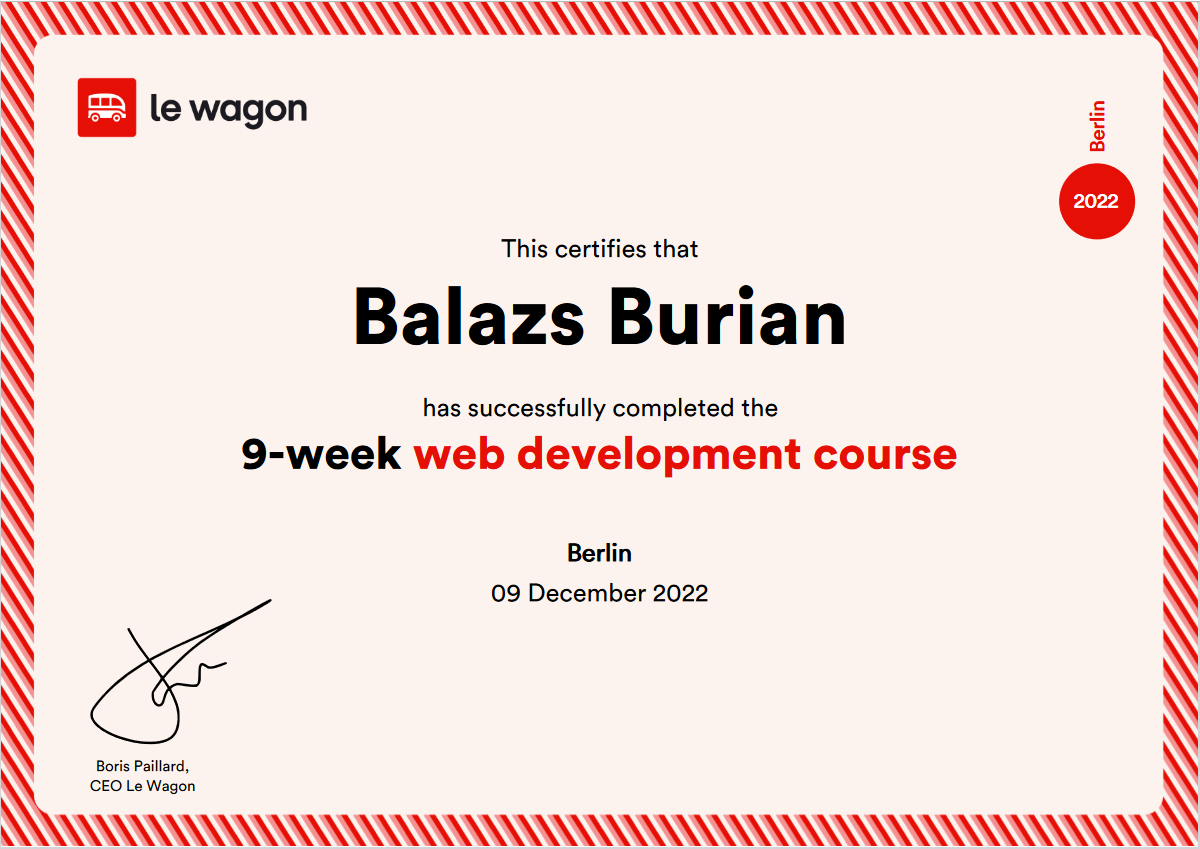 le wagon
Berlin
2022
This certifies that
Balazs Burian
has successfully completed the
9-week web development course
Berlin
09 December 2022
Boris Paillard,
CEO Le Wagon